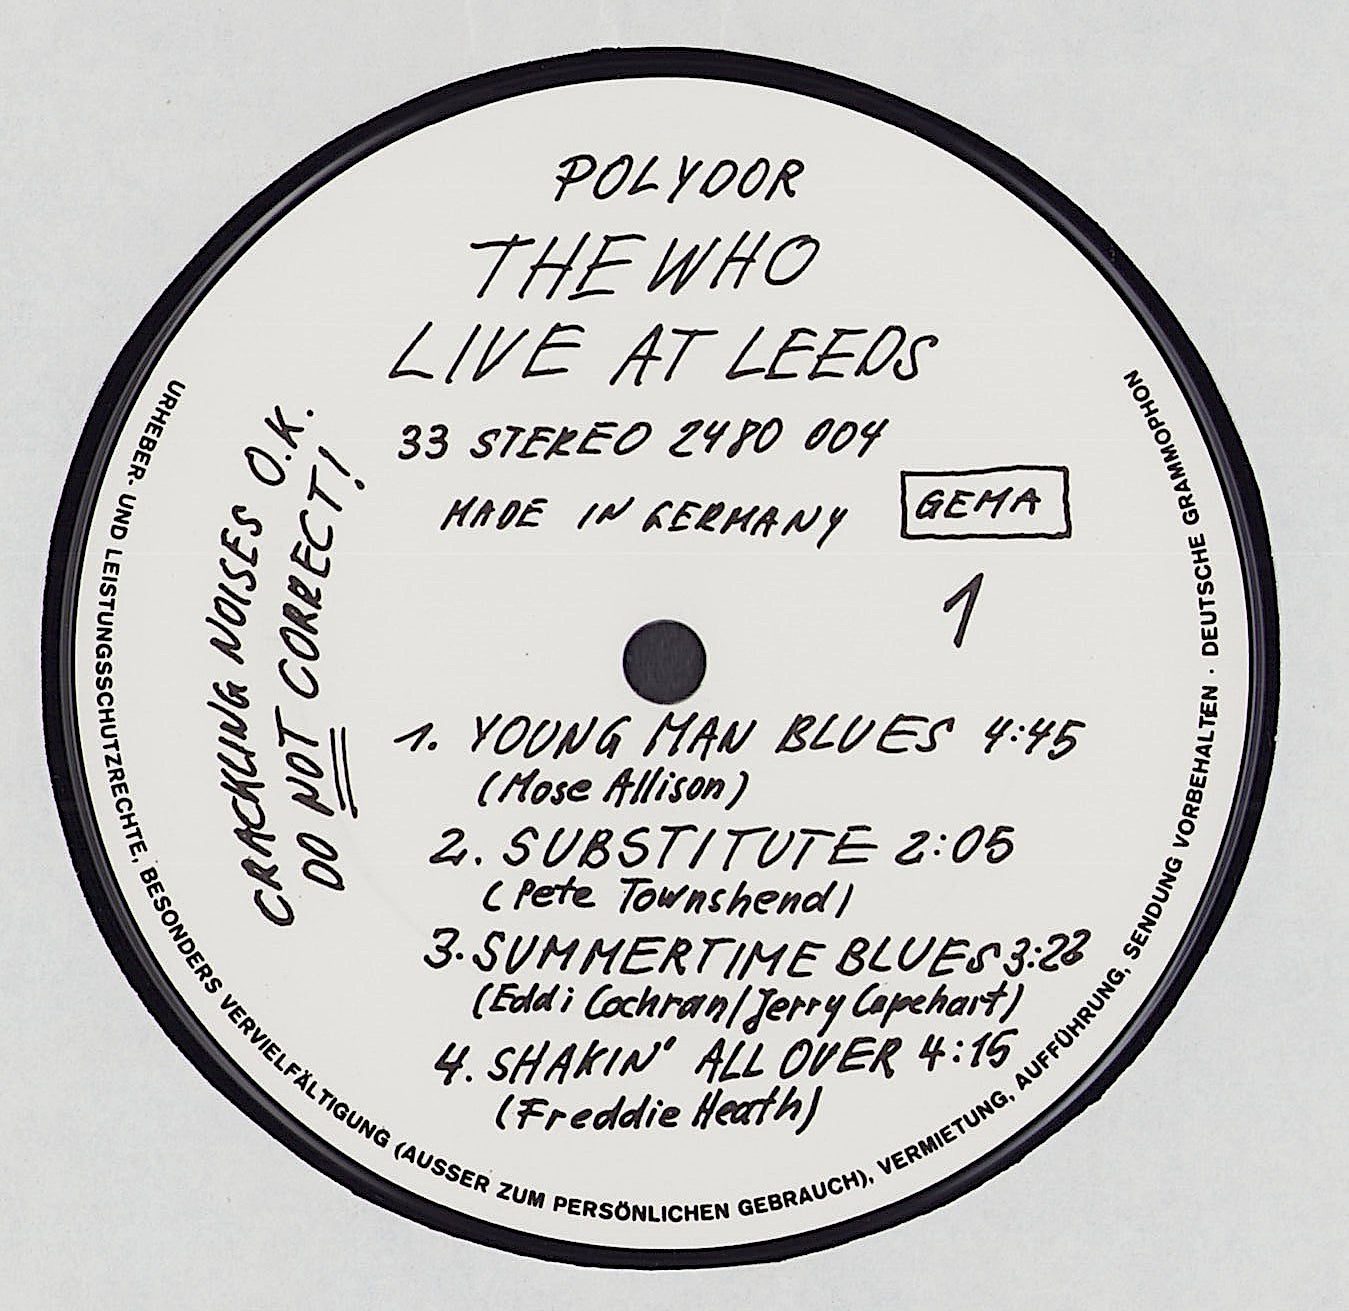 POLYDOR
THE WHO
LIVE AT LEEDS
33 STEREO 2480 004
MADE IN GERMANY
GEMA
1
CRACKLING NOISES O.K.
DO NOT CORRECT!
1. YOUNG MAN BLUES 4:45
(Mose Allison)
2. SUBSTITUTE 2:05
(Pete Townshend)
3. SUMMERTIME BLUES 3:22
(Eddi Cochran/Jerry Capehart)
4. SHAKIN' ALL OVER 4:15
(Freddie Heath)
URHEBER- UND LEISTUNGSSCHUTZRECHTE, BESONDERS VERVIELFÄLTIGUNG (AUSSER ZUM PERSÖNLICHEN GEBRAUCH), VERMIETUNG, AUFFÜHRUNG, SENDUNG VORBEHALTEN · DEUTSCHE GRAMMOPHON